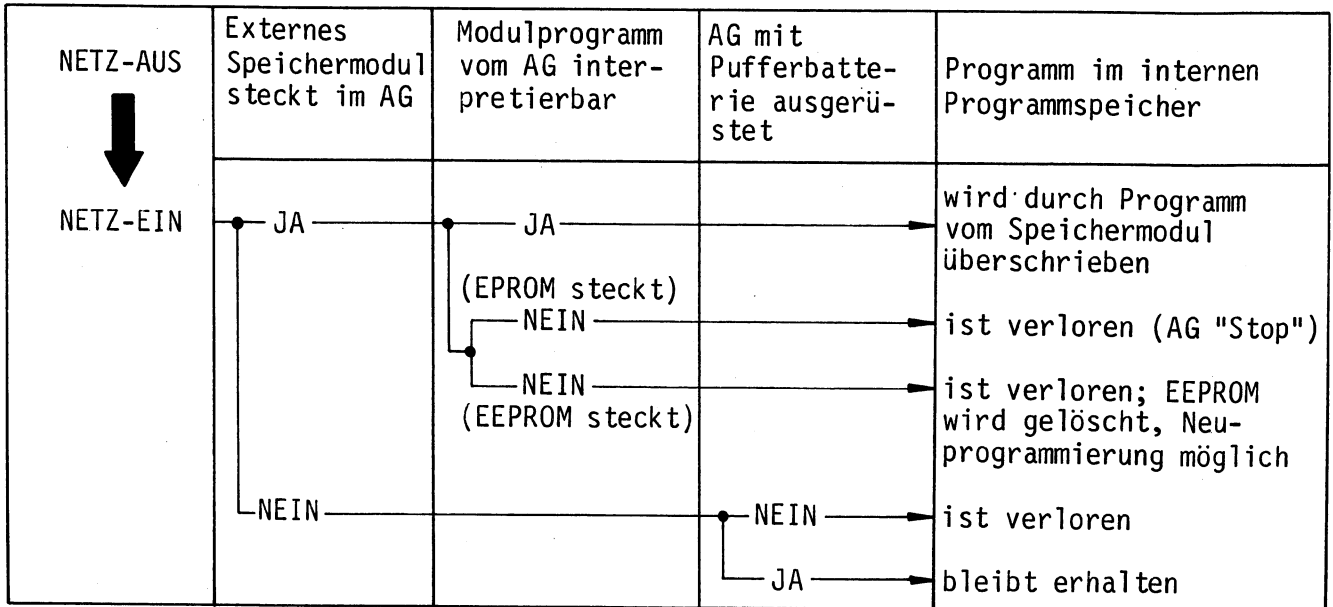 NETZ-AUS
NETZ-EIN
Externes
Speichermodul
steckt im AG
Modulprogramm
vom AG inter-
pretierbar
AG mit
Pufferbatte-
rie ausgerü-
stet
Programm im internen
Programmspeicher
JA
JA
wird durch Programm
vom Speichermodul
überschrieben
(EPROM steckt)
NEIN
ist verloren (AG "Stop")
NEIN
(EEPROM steckt)
ist verloren; EEPROM
wird gelöscht, Neu-
programmierung möglich
NEIN
NEIN
ist verloren
JA
bleibt erhalten